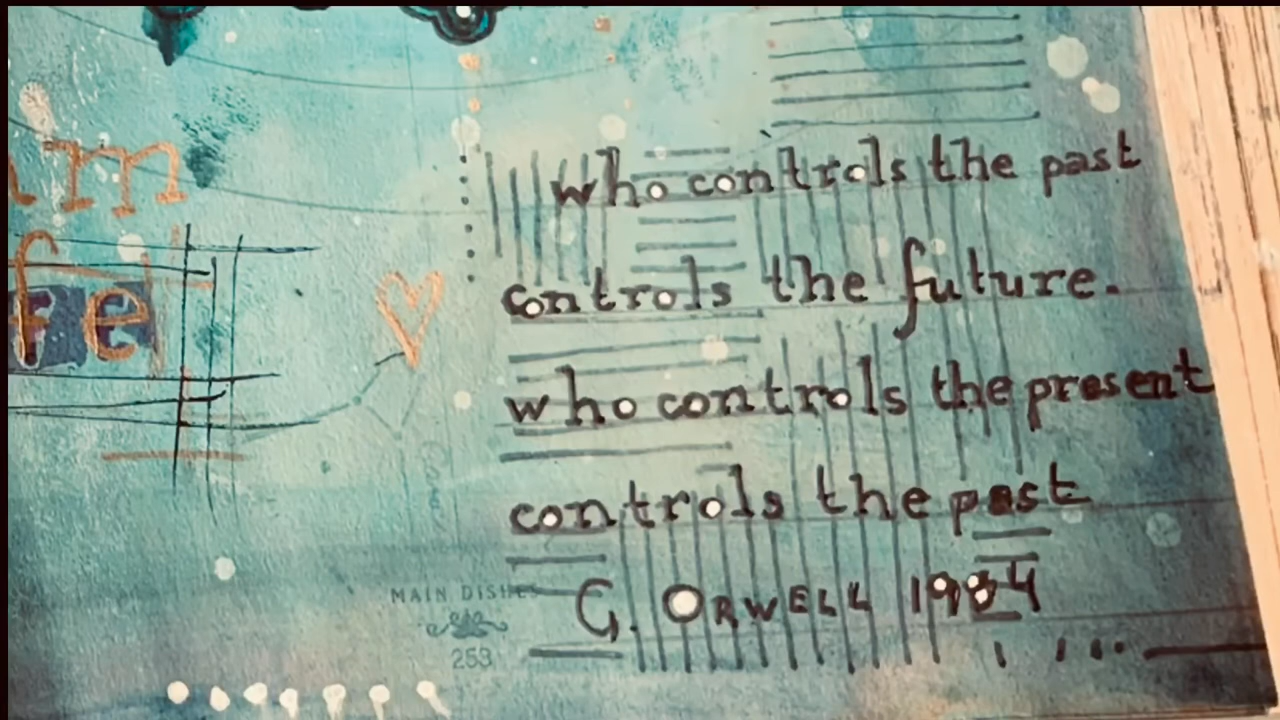 who controls the past
controls the future.
who controls the present
controls the past
G. ORWELL 1984
MAIN DISHES
253